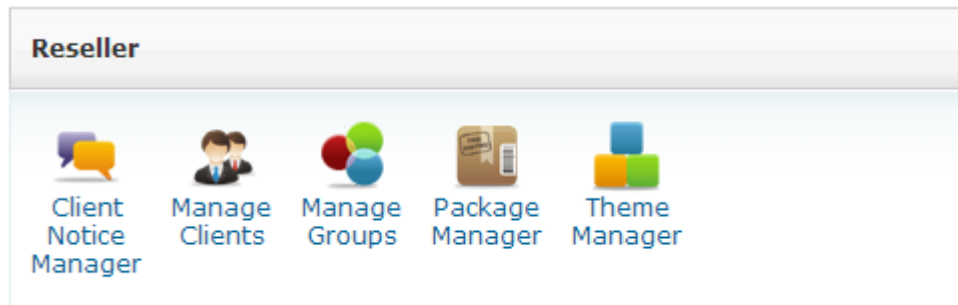 Reseller
Client
Notice
Manager
Manage
Clients
Manage
Groups
Package
Manager
Theme
Manager